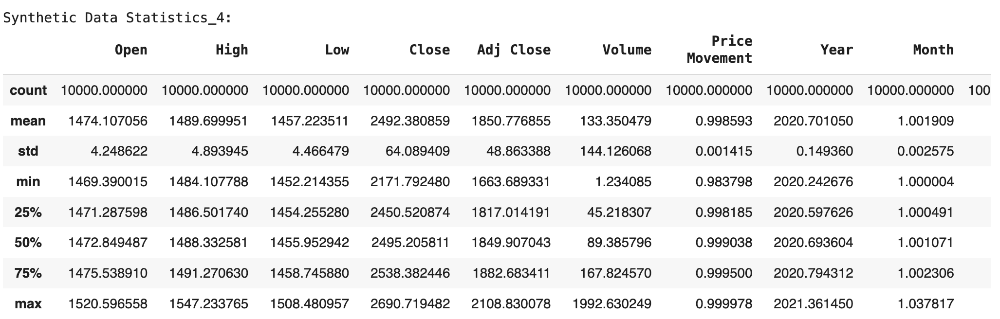 Synthetic Data Statistics_4:
Open High Low Close Adj Close Volume Price Movement Year Month
count 10000.000000 10000.000000 10000.000000 10000.000000 10000.000000 10000.000000 10000.000000 10000.000000 10000.000000 100
mean 1474.107056 1489.699951 1457.223511 2492.380859 1850.776855 133.350479 0.998593 2020.701050 1.001909
std 4.248622 4.893945 4.466479 64.089409 48.863388 144.126068 0.001415 0.149360 0.002575
min 1469.390015 1484.107788 1452.214355 2171.792480 1663.689331 1.234085 0.983798 2020.242676 1.000004
25% 1471.287598 1486.501740 1454.255280 2450.520874 1817.014191 45.218307 0.998185 2020.597626 1.000491
50% 1472.849487 1488.332581 1455.952942 2495.205811 1849.907043 89.385796 0.999038 2020.693604 1.001071
75% 1475.538910 1491.270630 1458.745880 2538.382446 1882.683411 167.824570 0.999500 2020.794312 1.002306
max 1520.596558 1547.233765 1508.480957 2690.719482 2108.830078 1992.630249 0.999978 2021.361450 1.037817